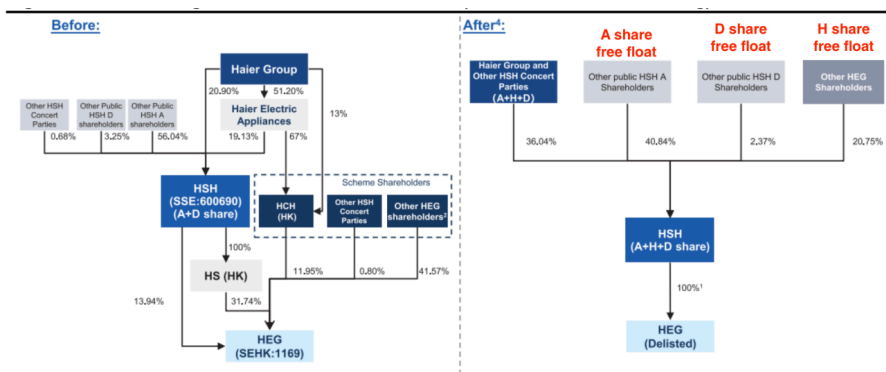 Before:
Haier Group
20.90%
51.20%
13%
Other HSH
Concert
Parties
Other Public
HSH D
shareholders
Other Public
HSH A
shareholders
Haier Electric
Appliances
0.68%
3.25%
56.04%
19.13%
67%
Scheme Shareholders
HSH
(SSE:600690)
(A+D share)
HCH
(HK)
Other HSH
Concert
Parties
Other HEG
shareholders²
100%
HS (HK)
11.95%
0.80%
41.57%
13.94%
31.74%
HEG
(SEHK:1169)
After⁴:
A share
free float
D share
free float
H share
free float
Haier Group and
Other HSH Concert
Parties
(A+H+D)
Other public HSH A
Shareholders
Other public HSH D
Shareholders
Other HEG
Shareholders
36.04%
40.84%
2.37%
20.75%
HSH
(A+H+D share)
100%¹
HEG
(Delisted)